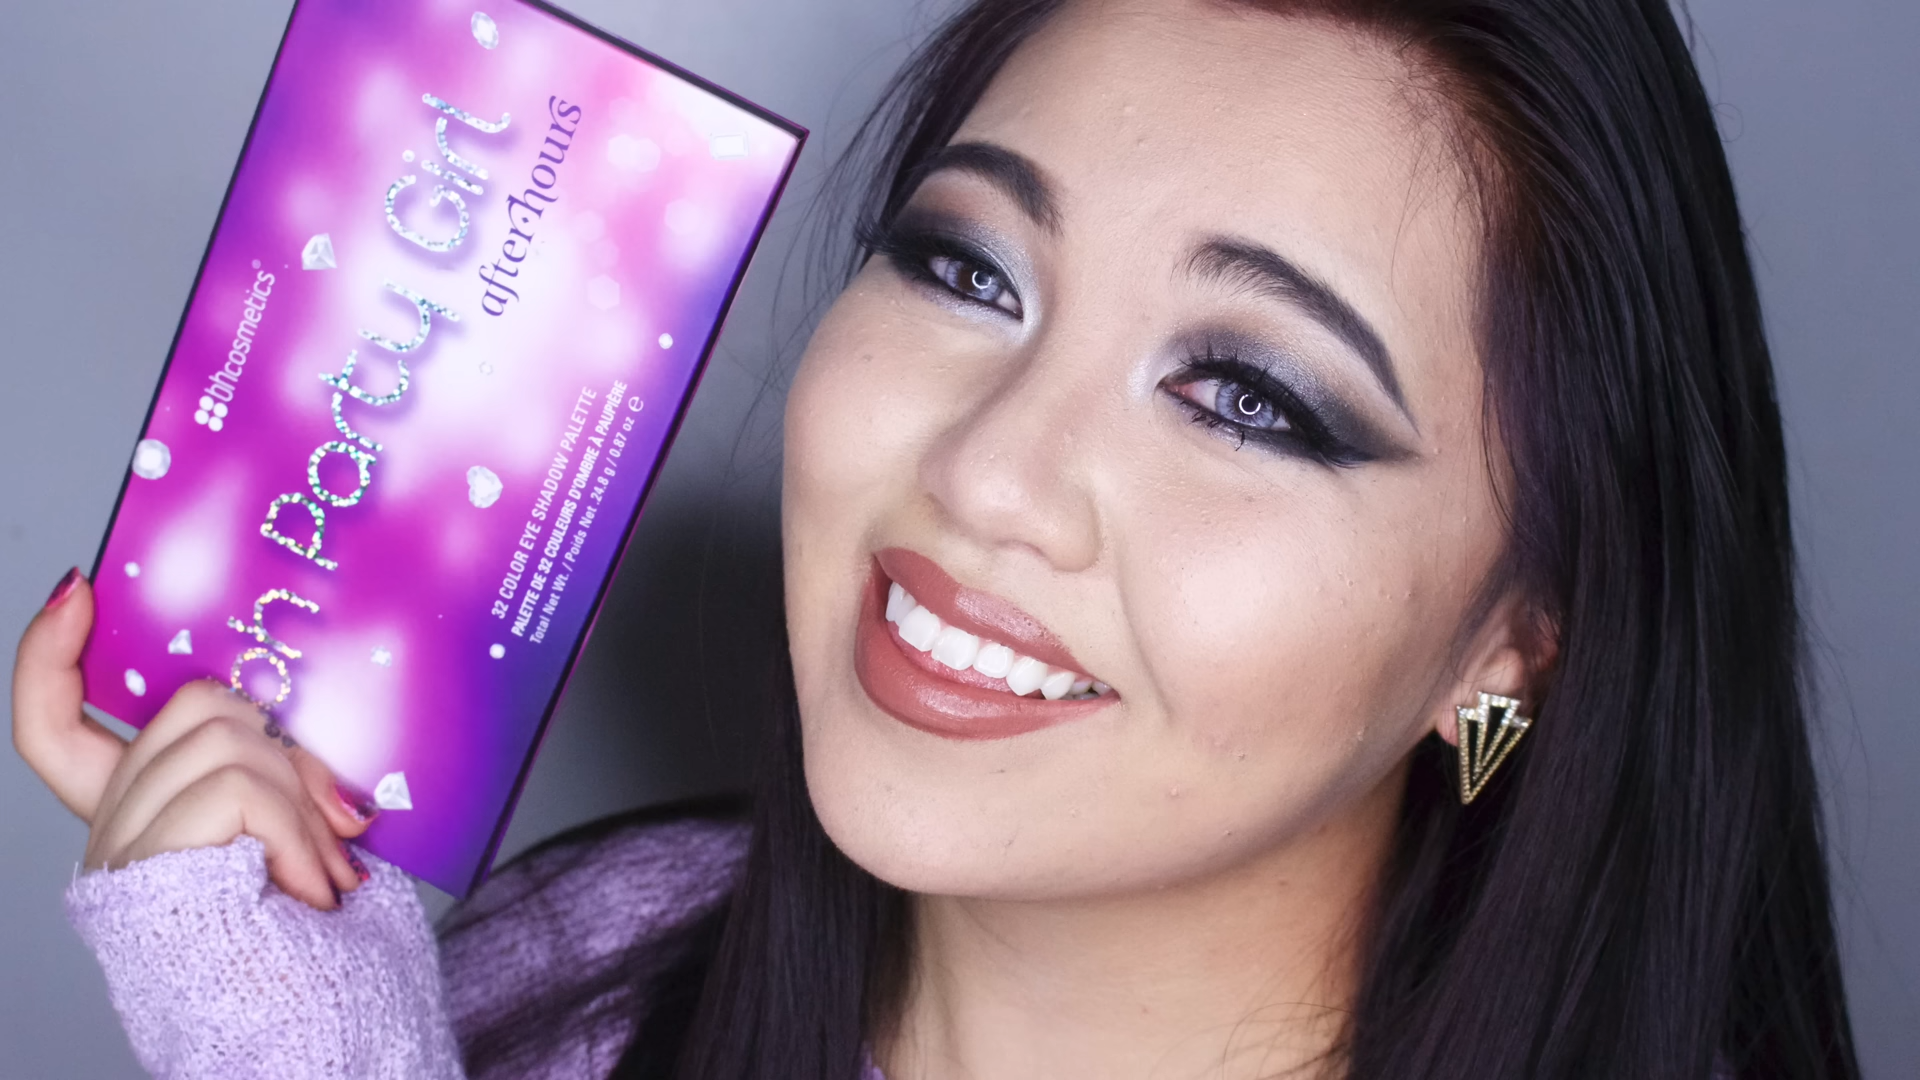 bhcosmetics®
oh Party Girl
afterhours
32 COLOR EYE SHADOW PALETTE
PALETTE DE 32 COULEURS D'OMBRE À PAUPIÈRE
Total Net Wt. / Poids Net 24.8 g / 0.87 oz ℮